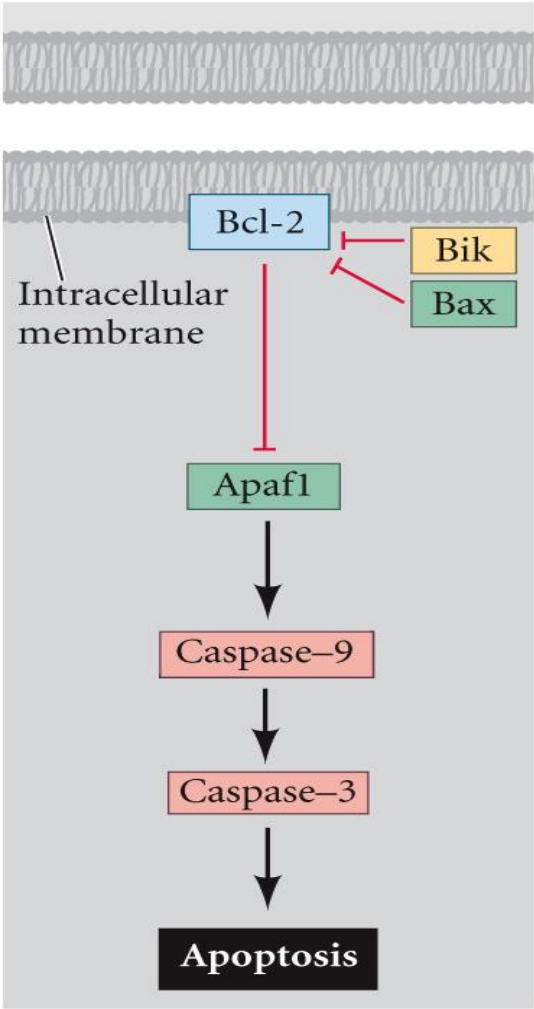 Bcl-2
Bik
Bax
Intracellular
membrane
Apaf1
Caspase–9
Caspase–3
Apoptosis